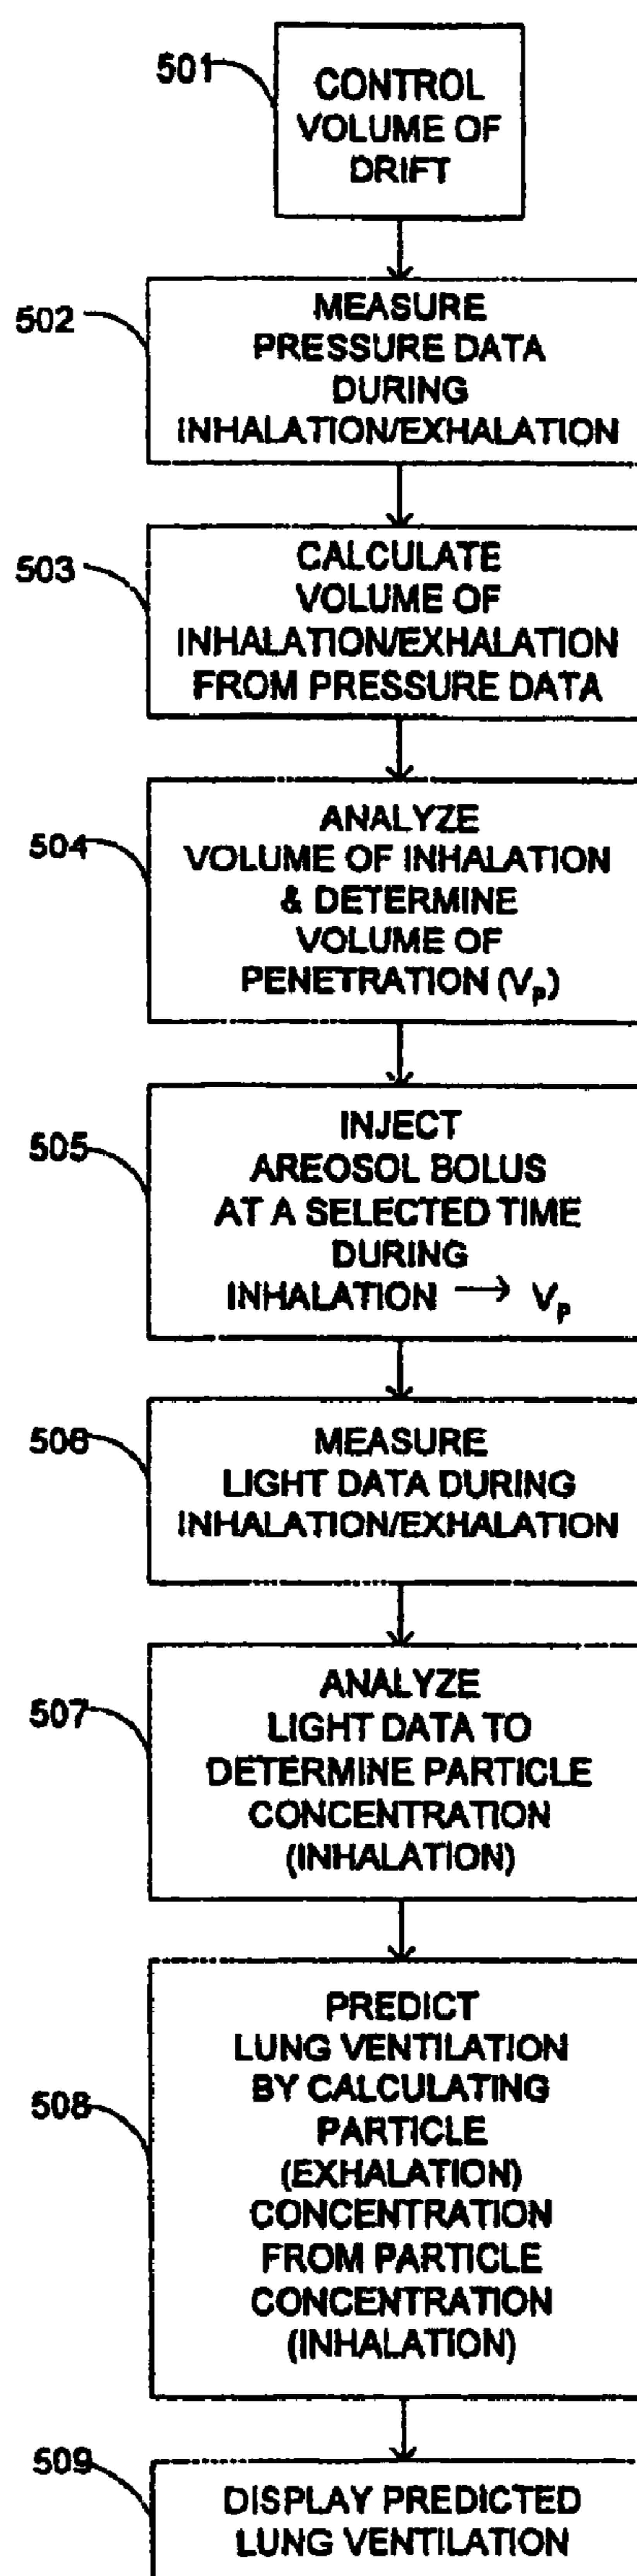 501
CONTROL
VOLUME OF
DRIFT
502
MEASURE
PRESSURE DATA
DURING
INHALATION/EXHALATION
503
CALCULATE
VOLUME OF
INHALATION/EXHALATION
FROM PRESSURE DATA
504
ANALYZE
VOLUME OF INHALATION
& DETERMINE
VOLUME OF
PENETRATION (Vp)
505
INJECT
AREOSOL BOLUS
AT A SELECTED TIME
DURING
INHALATION → Vp
506
MEASURE
LIGHT DATA DURING
INHALATION/EXHALATION
507
ANALYZE
LIGHT DATA TO
DETERMINE PARTICLE
CONCENTRATION
(INHALATION)
508
PREDICT
LUNG VENTILATION
BY CALCULATING
PARTICLE
(EXHALATION)
CONCENTRATION
FROM PARTICLE
CONCENTRATION
(INHALATION)
509
DISPLAY PREDICTED
LUNG VENTILATION